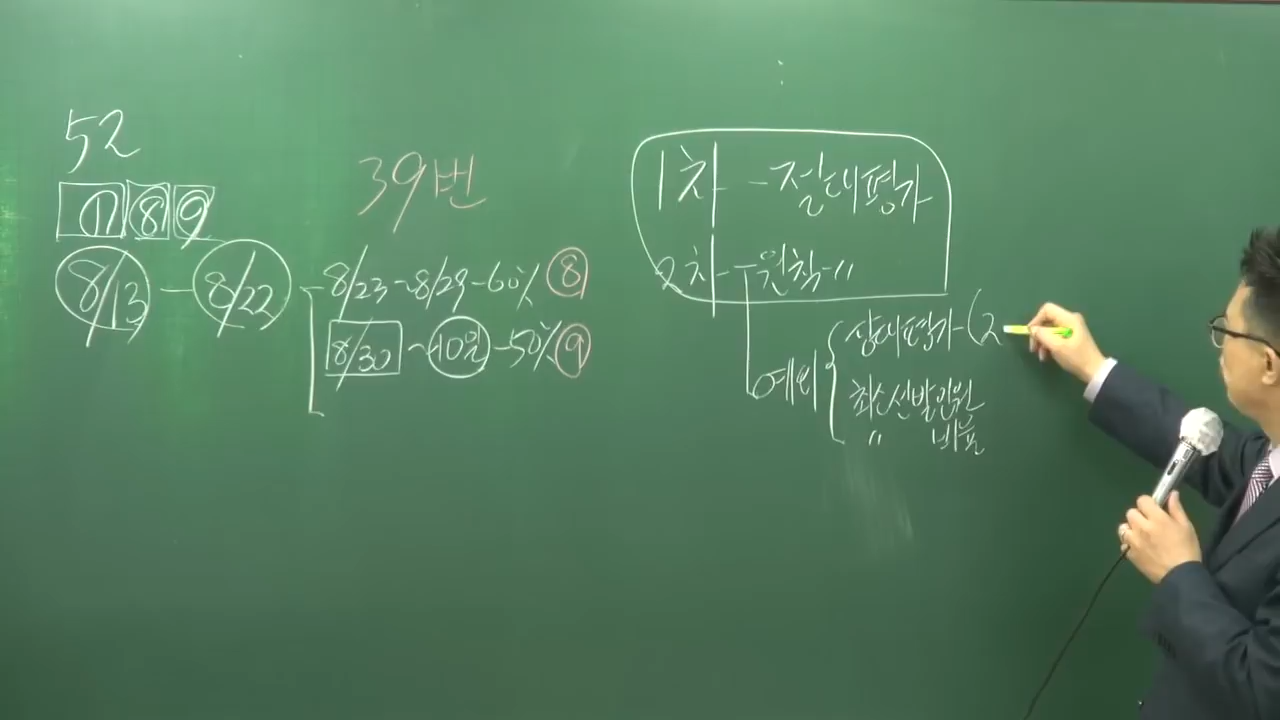 52
⑰ ⑧ ⑨
8/13 - 8/22 - 8/23 ~ 8/29 - 60% ⑧
8/30 ~ 10일 - 50% ⑨
39번
1차 - 절대평가
2차 - 원칙 - 〃
예외
상대평가 - (2
최소선발인원
〃 비율